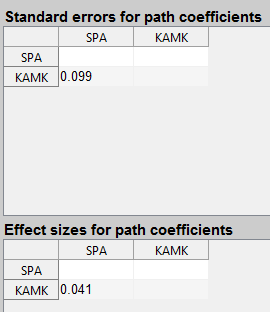 Standard errors for path coefficients
SPA KAMK
SPA
KAMK 0.099
Effect sizes for path coefficients
SPA KAMK
SPA
KAMK 0.041